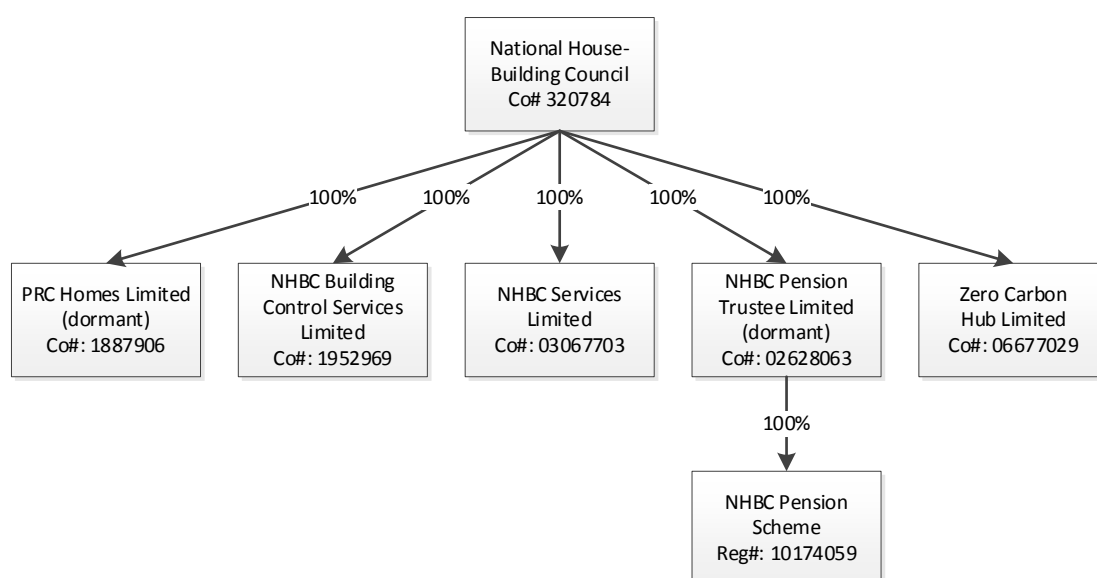 National House-
Building Council
Co# 320784
100%
100%
100%
100%
100%
PRC Homes Limited
(dormant)
Co#: 1887906
NHBC Building
Control Services
Limited
Co#: 1952969
NHBC Services
Limited
Co#: 03067703
NHBC Pension
Trustee Limited
(dormant)
Co#: 02628063
Zero Carbon
Hub Limited
Co#: 06677029
100%
NHBC Pension
Scheme
Reg#: 10174059